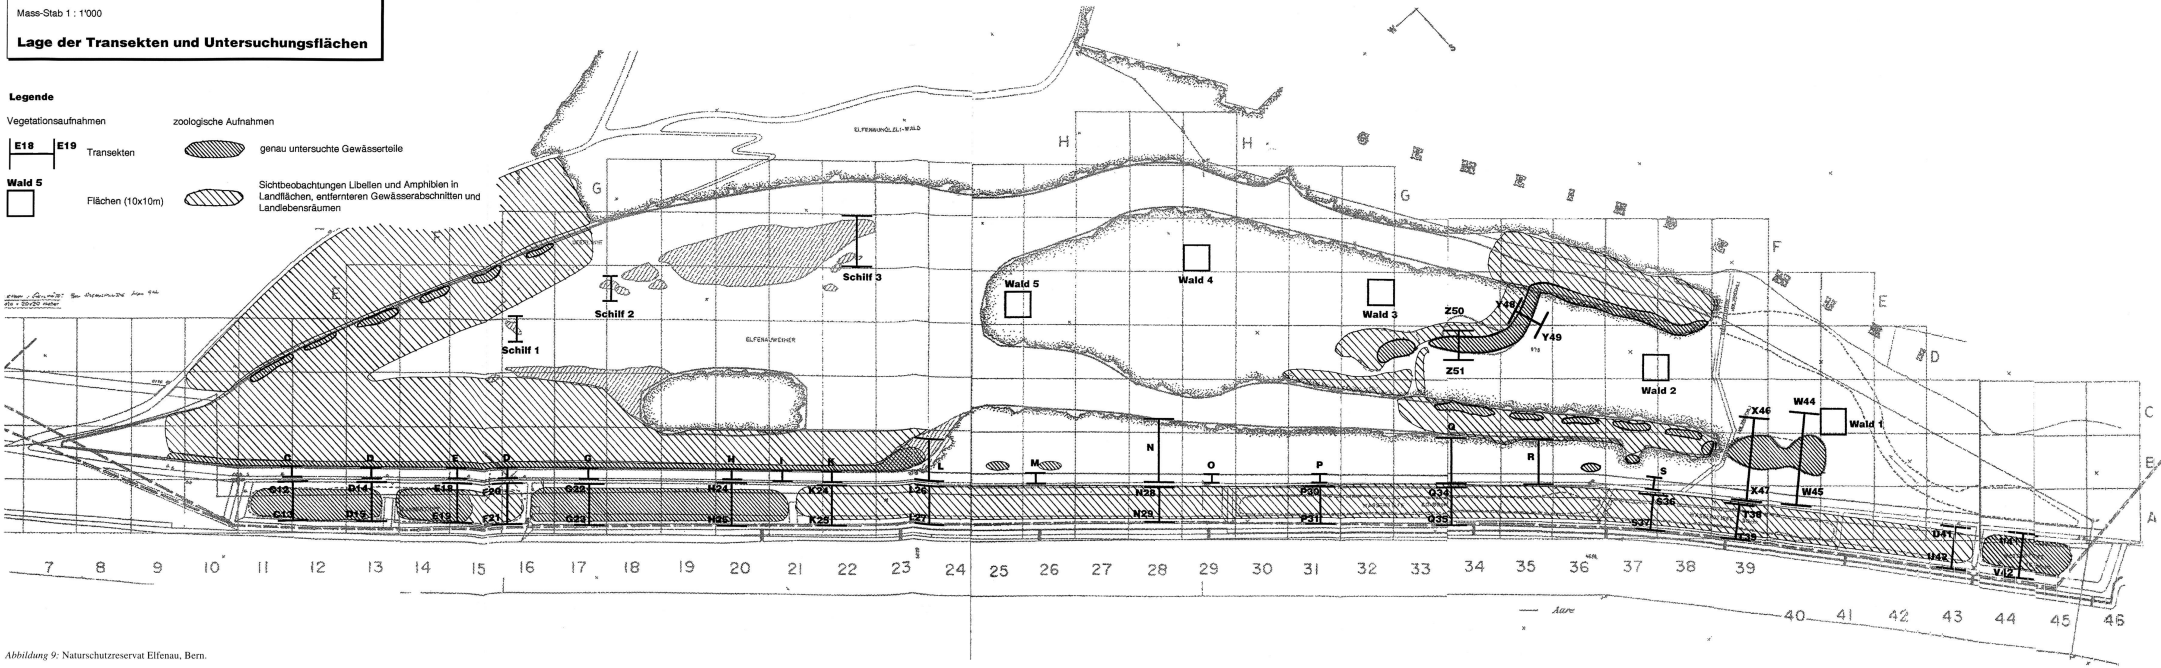 Mass-Stab 1 : 1'000
Lage der Transekten und Untersuchungsflächen
Legende
Vegetationsaufnahmen
zoologische Aufnahmen
E18 E19
Transekten
genau untersuchte Gewässerteile
Wald 5
Flächen (10x10m)
Sichtbeobachtungen Libellen und Amphibien in
Landflächen, entfernteren Gewässerabschnitten und
Landlebensräumen
ELFENAUHÖLZLI-WALD
W S
H H
G G
F F
E E
D
C
B
A
Schilf 3
Schilf 2
Schilf 1
ELFENAUWEIHER
Wald 5
Wald 4
Wald 3
Z50
Z51
Y48
Y49
Wald 2
X46
W44
Wald 1
X47
W45
C D E D G H I K L M N O P Q R S
C12 D14 E18 F20 G22 H24 K24 L26 N28 P30 Q34 S36 T38
C13 D15 E19 F21 G23 H25 K25 L27 N29 P31 Q35 S37 T39
U42
V42
7 8 9 10 11 12 13 14 15 16 17 18 19 20 21 22 23 24 25 26 27 28 29 30 31 32 33 34 35 36 37 38 39 40 41 42 43 44 45 46
Aare
Abbildung 9: Naturschutzreservat Elfenau, Bern.